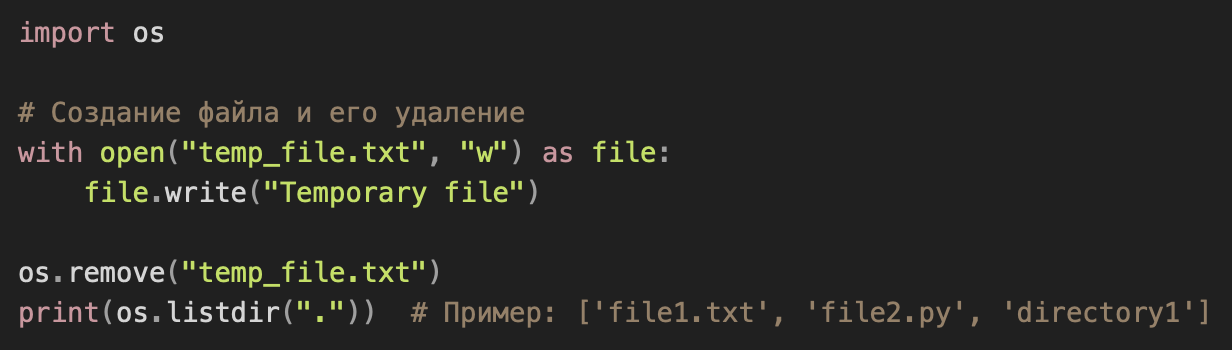 import os
# Создание файла и его удаление
with open("temp_file.txt", "w") as file:
    file.write("Temporary file")
os.remove("temp_file.txt")
print(os.listdir("."))  # Пример: ['file1.txt', 'file2.py', 'directory1']